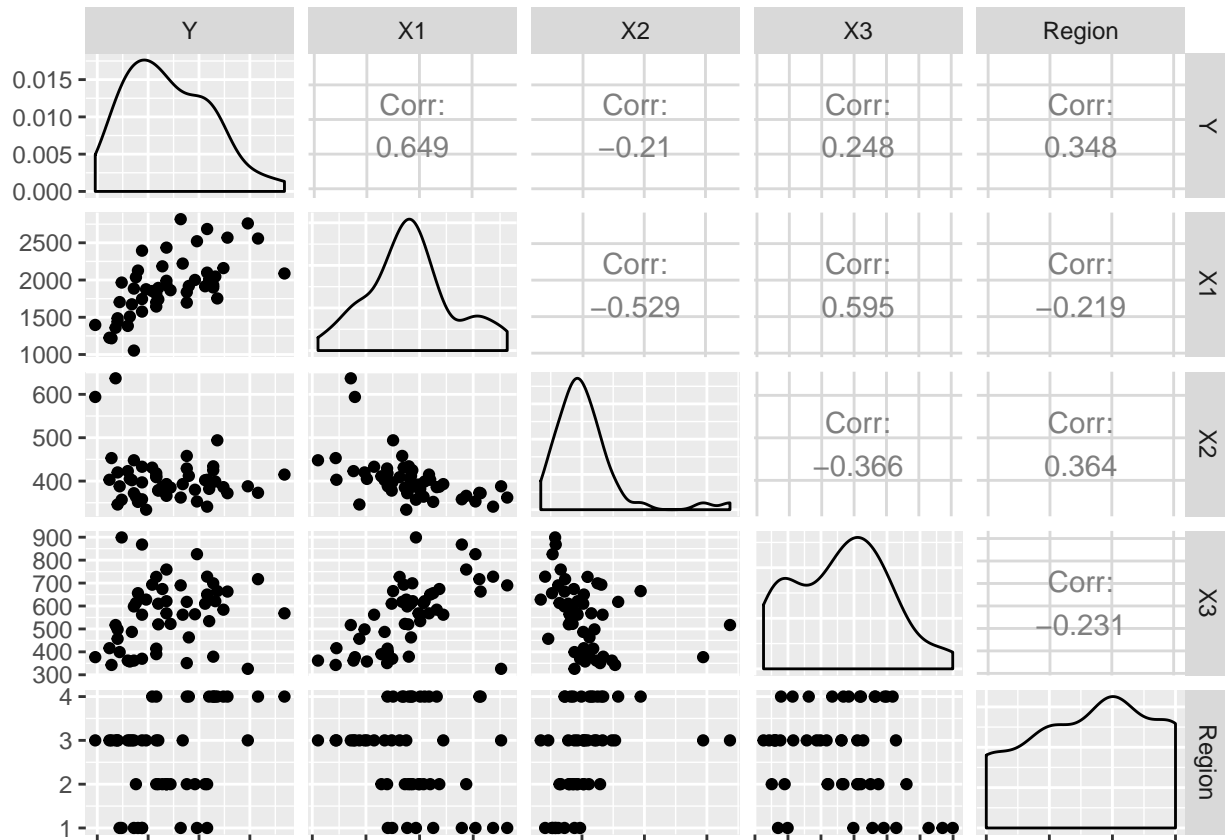 Y X1 X2 X3 Region
0.015
0.010
0.005
0.000
Corr:
0.649
Corr:
−0.21
Corr:
0.248
Corr:
0.348
Y
2500
2000
1500
1000
Corr:
−0.529
Corr:
0.595
Corr:
−0.219
X1
600
500
400
Corr:
−0.366
Corr:
0.364
X2
900
800
700
600
500
400
300
Corr:
−0.231
X3
4
3
2
1
Region